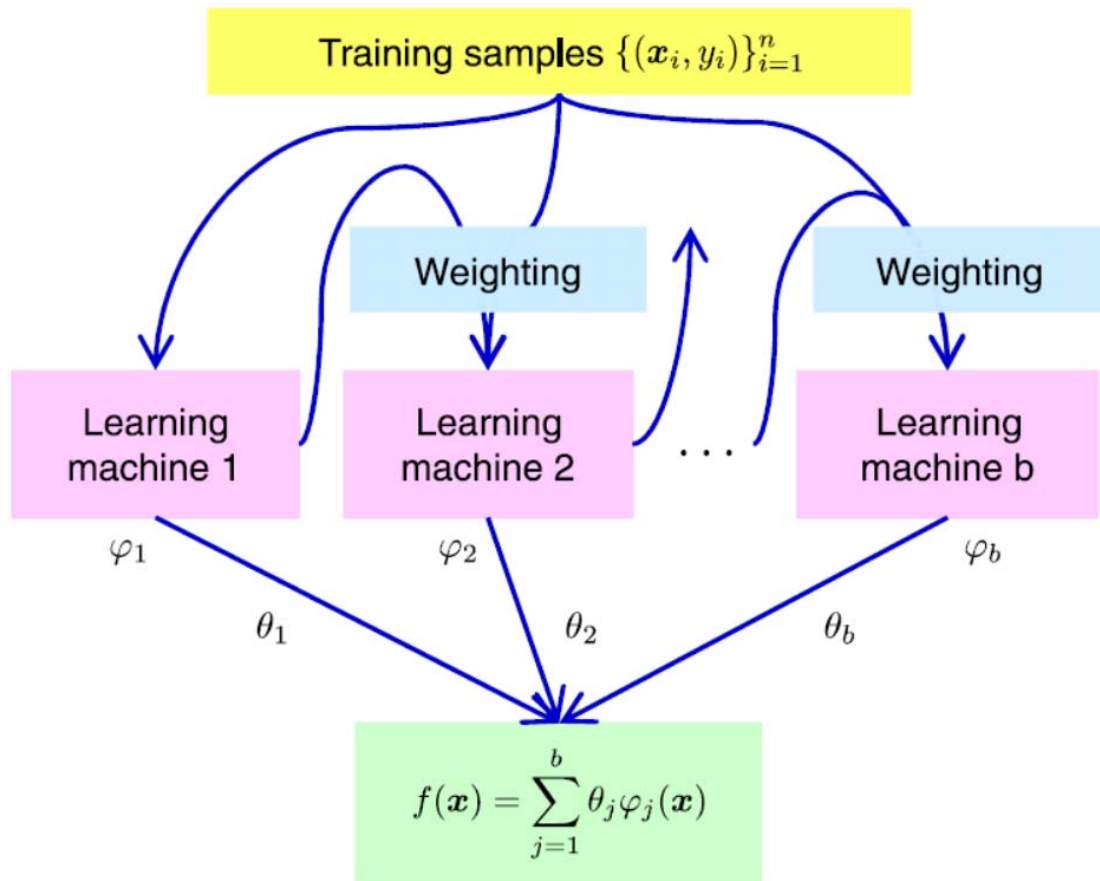 Training samples {(x_i, y_i)}_{i=1}^n
Weighting
Weighting
Learning
machine 1
Learning
machine 2
. . .
Learning
machine b
φ_1
φ_2
φ_b
θ_1
θ_2
θ_b
f(x) = \sum_{j=1}^{b} θ_j φ_j(x)